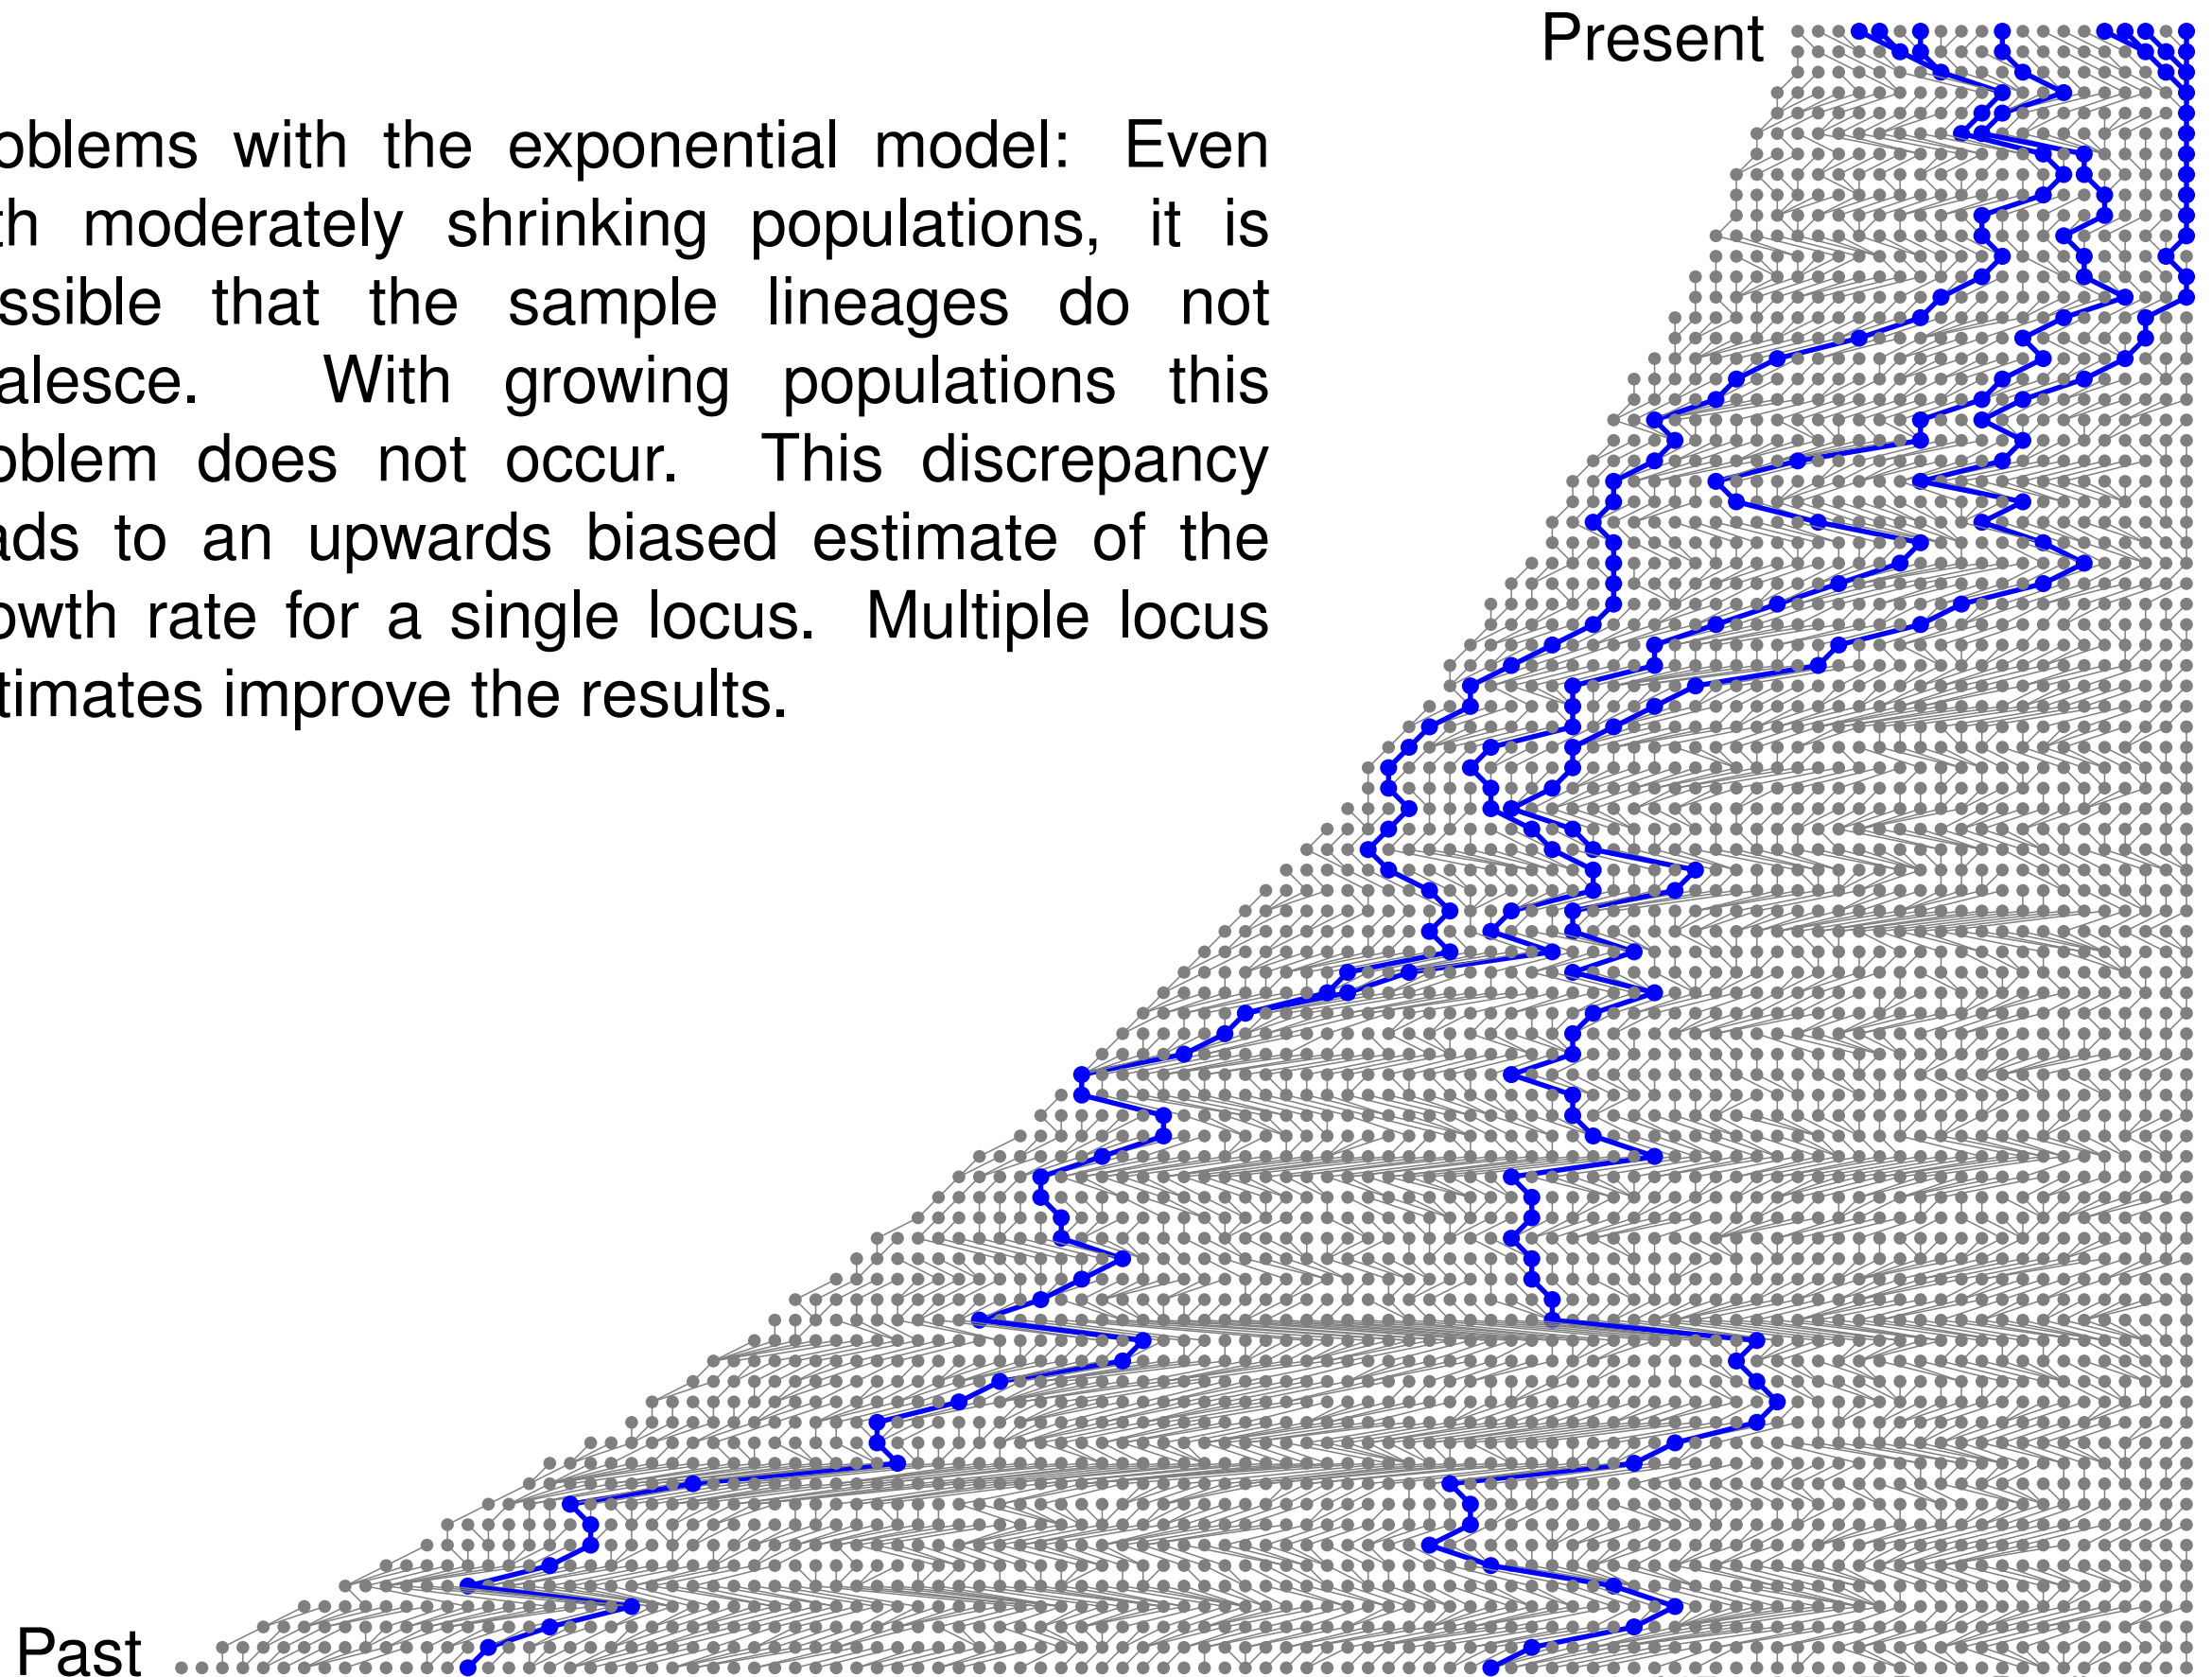 Present
oblems with the exponential model: Even
th moderately shrinking populations, it is
ssible that the sample lineages do not
alesce. With growing populations this
oblem does not occur. This discrepancy
ads to an upwards biased estimate of the
owth rate for a single locus. Multiple locus
timates improve the results.
Past